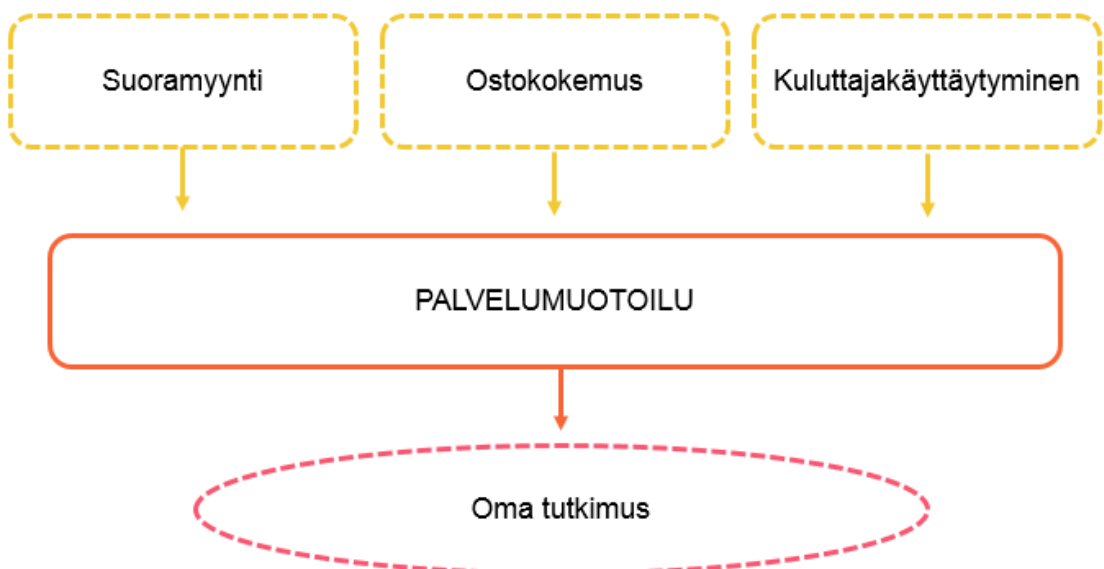 Suoramyynti
Ostokokemus
Kuluttajakäyttäytyminen
PALVELUMUOTOILU
Oma tutkimus